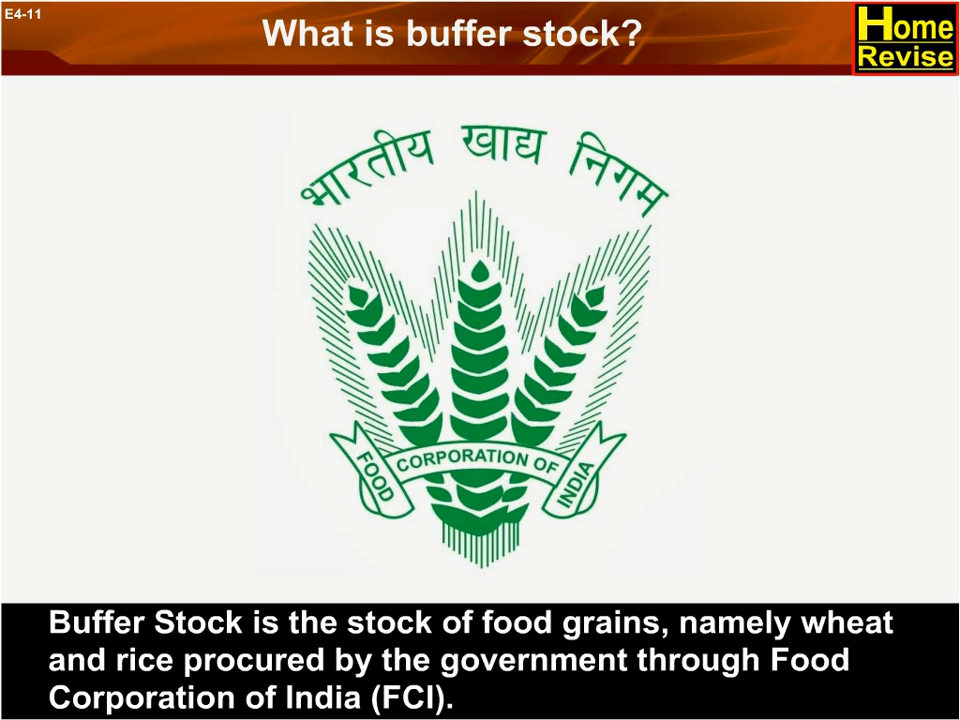 E4-11
What is buffer stock?
Home
Revise
भारतीय खाद्य निगम
FOOD CORPORATION OF INDIA
Buffer Stock is the stock of food grains, namely wheat
and rice procured by the government through Food
Corporation of India (FCI).